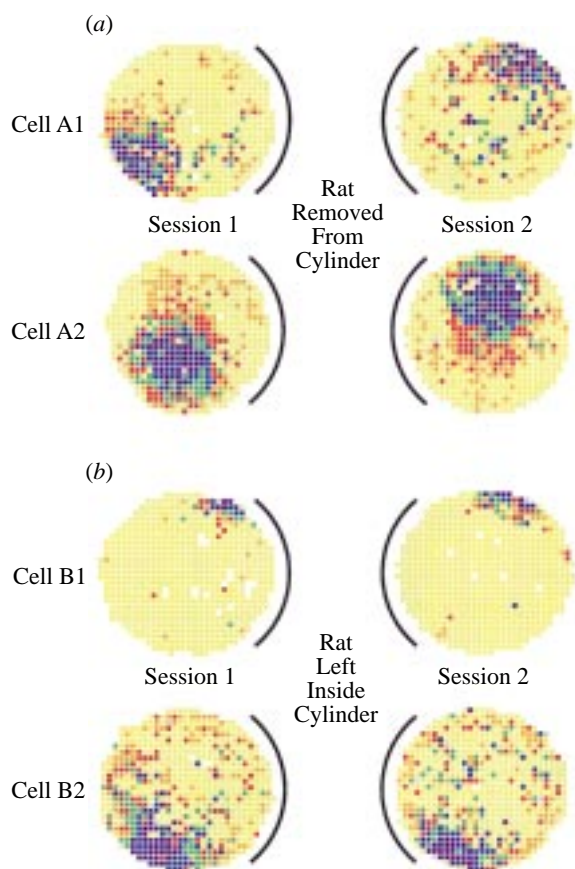 (a)
Cell A1
Session 1
Rat
Removed
From
Cylinder
Session 2
Cell A2
(b)
Cell B1
Session 1
Rat
Left
Inside
Cylinder
Session 2
Cell B2